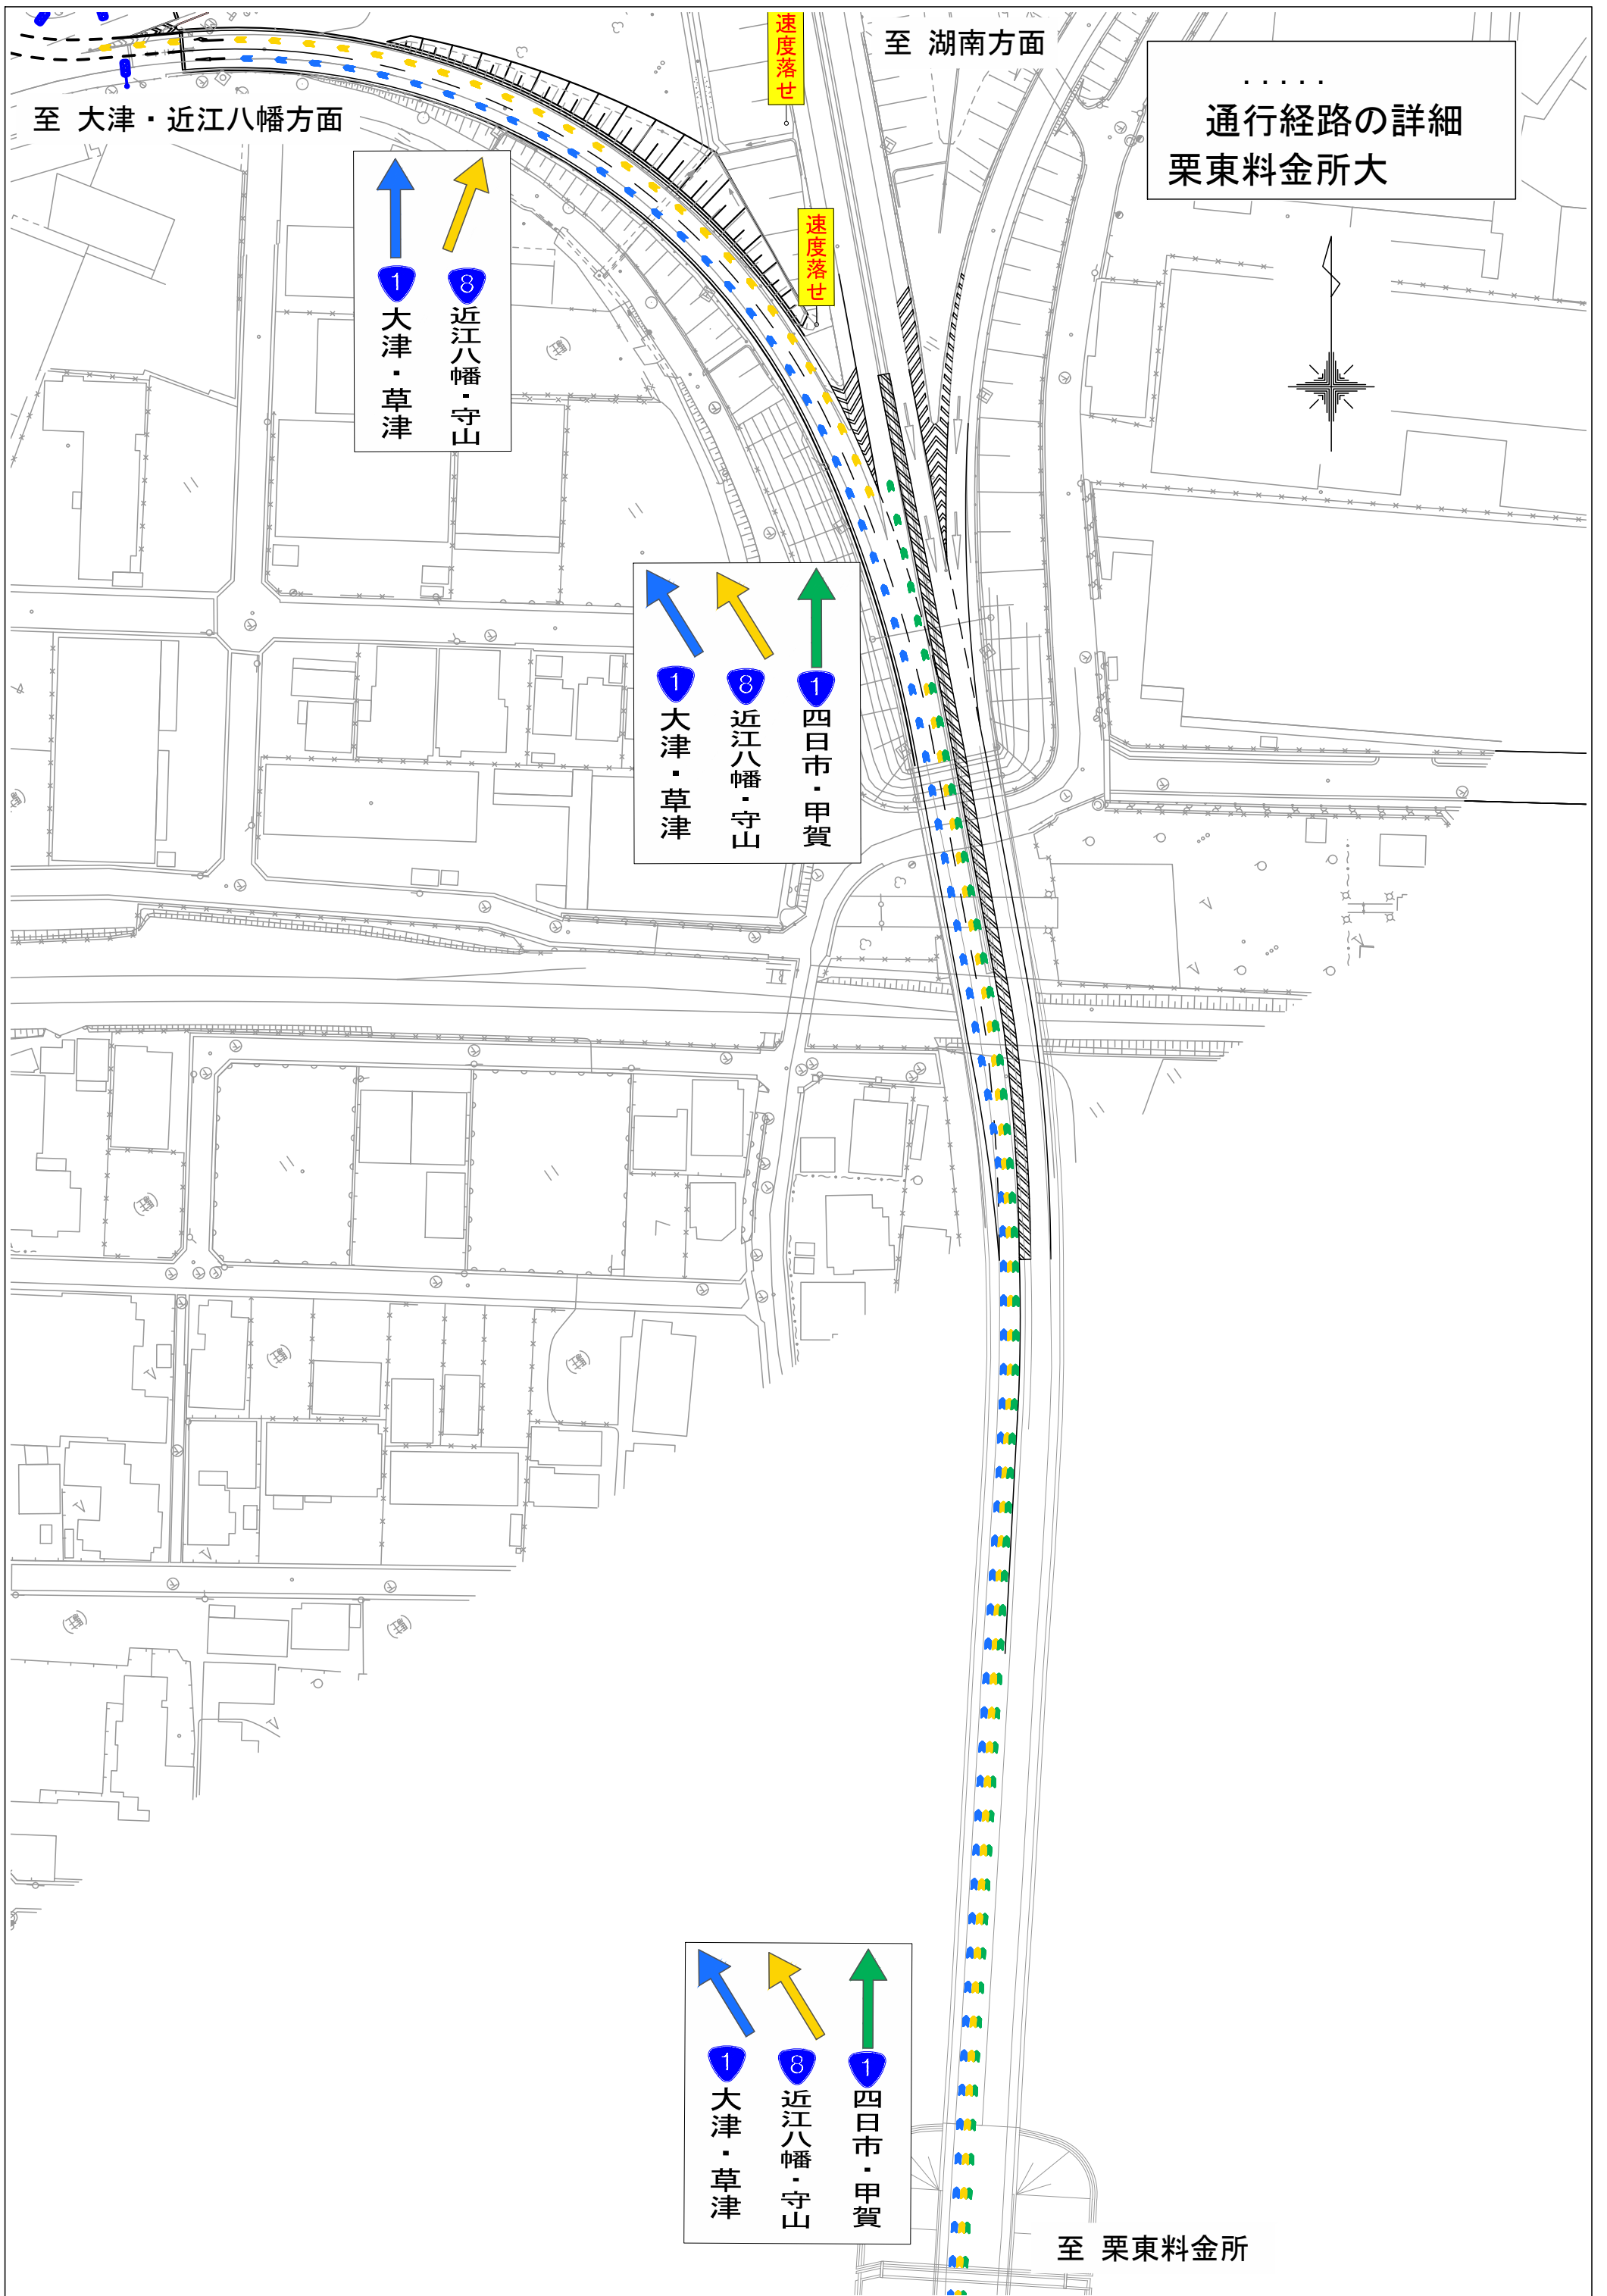 速度落せ
至 湖南方面
・・・・・
通行経路の詳細
栗東料金所大
至 大津・近江八幡方面
速度落せ
1
大津・草津
8
近江八幡・守山
1
大津・草津
8
近江八幡・守山
1
四日市・甲賀
1
大津・草津
8
近江八幡・守山
1
四日市・甲賀
至 栗東料金所